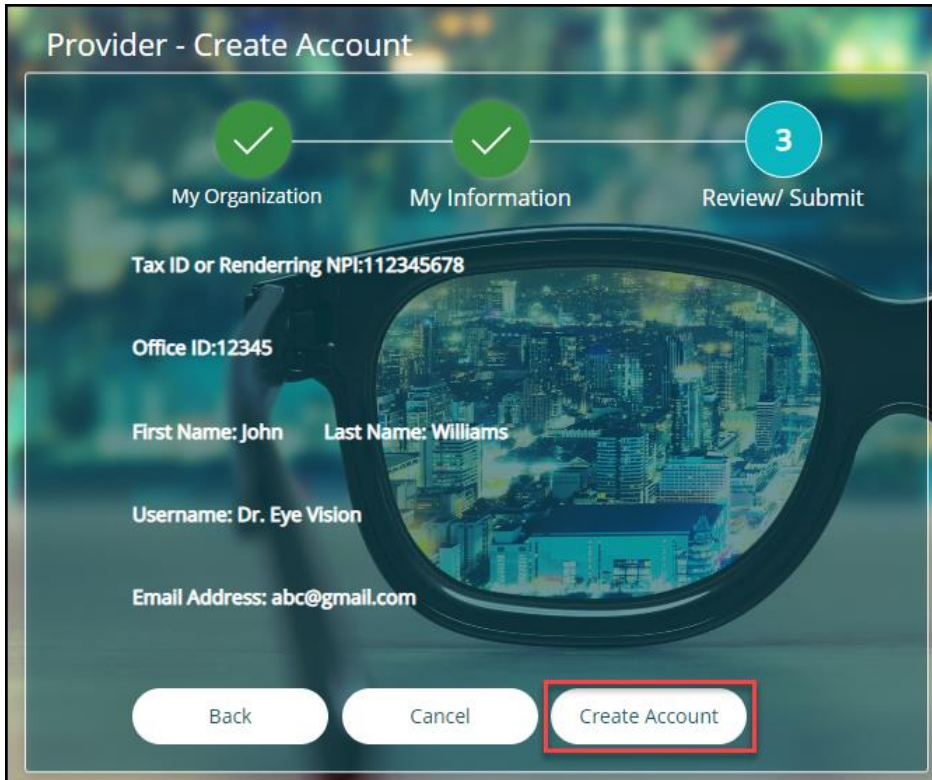 Provider - Create Account
3
My Organization My Information Review/ Submit
Tax ID or Renderring NPI:112345678
Office ID:12345
First Name: John Last Name: Williams
Username: Dr. Eye Vision
Email Address: abc@gmail.com
Back Cancel Create Account